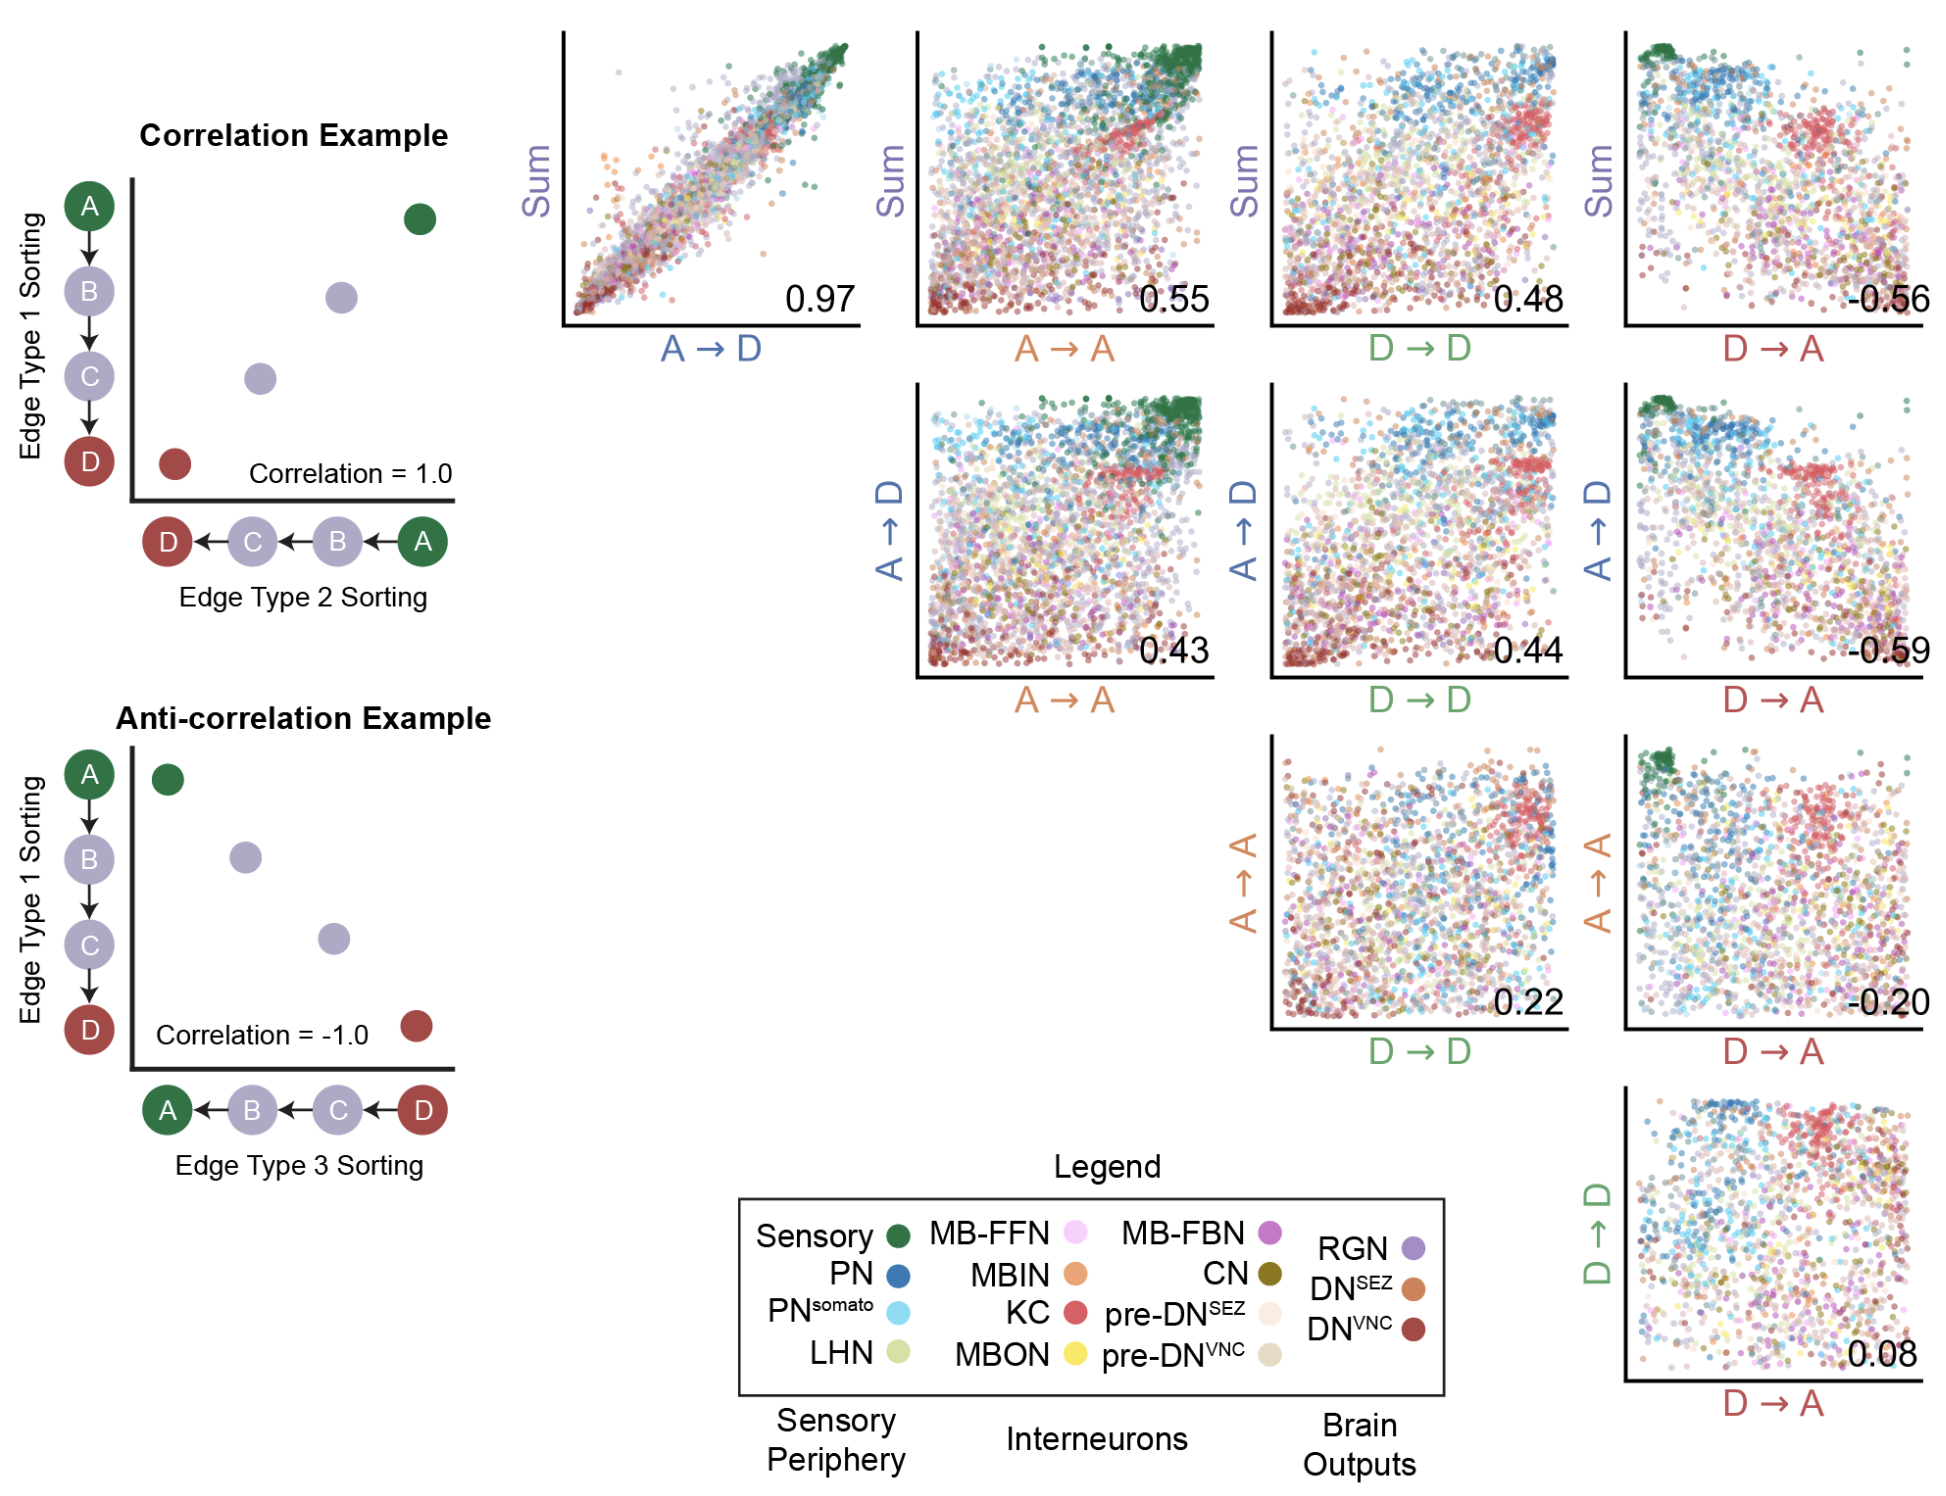 Correlation Example
Edge Type 1 Sorting
A
B
C
D
Correlation = 1.0
D C B A
Edge Type 2 Sorting
Anti-correlation Example
Edge Type 1 Sorting
A
B
C
D
Correlation = -1.0
A B C D
Edge Type 3 Sorting
Sum
0.97
A → D
Sum
0.55
A → A
Sum
0.48
D → D
Sum
-0.56
D → A
A → D
0.43
A → A
A → D
0.44
D → D
A → D
-0.59
D → A
A → A
0.22
D → D
A → A
-0.20
D → A
D → D
0.08
D → A
Legend
Sensory
PN
PNsomato
LHN
MB-FFN
MBIN
KC
MBON
MB-FBN
CN
pre-DNSEZ
pre-DNVNC
RGN
DNSEZ
DNVNC
Sensory
Periphery
Interneurons
Brain
Outputs